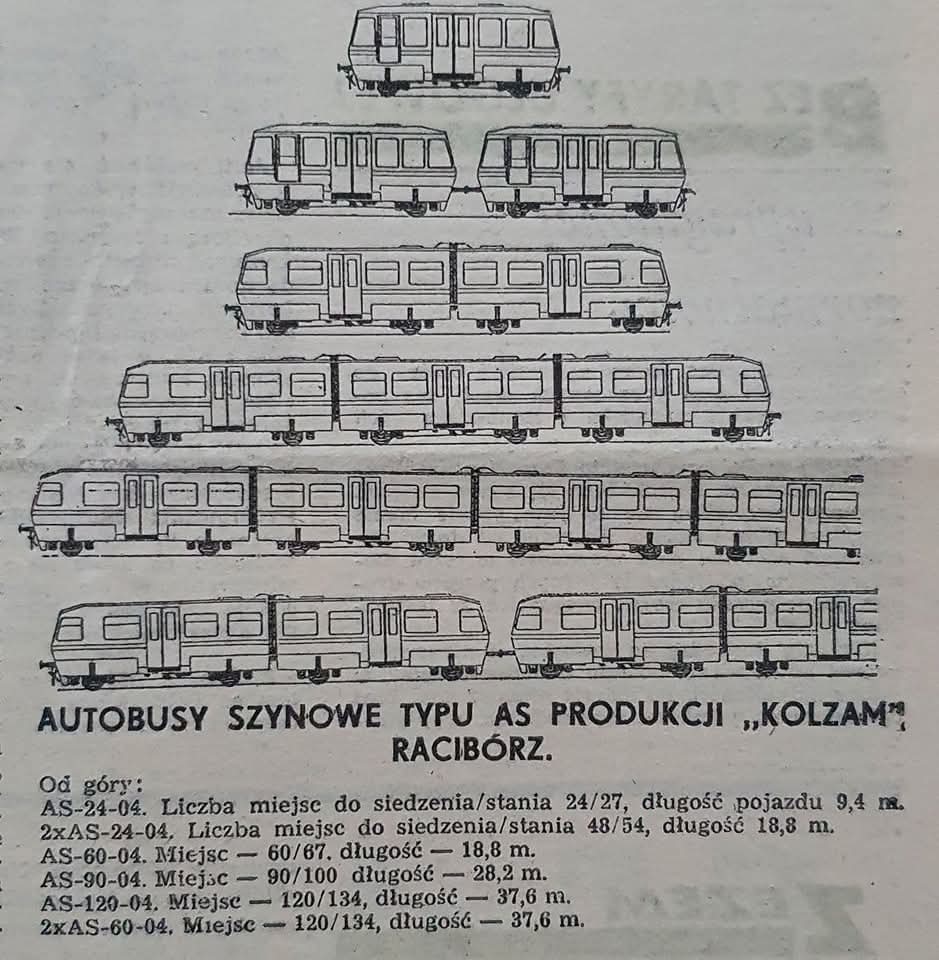 AUTOBUSY SZYNOWE TYPU AS PRODUKCJI „KOLZAM”,
RACIBÓRZ.
Od góry:
AS-24-04. Liczba miejsc do siedzenia/stania 24/27, długość pojazdu 9,4 m.
2xAS-24-04. Liczba miejsc do siedzenia/stania 48/54, długość 18,8 m.
AS-60-04. Miejsc — 60/67. długość — 18,8 m.
AS-90-04. Miejsc — 90/100 długość — 28,2 m.
AS-120-04. Miejsc — 120/134, długość — 37,6 m.
2xAS-60-04. Miejsc — 120/134, długość — 37,6 m.